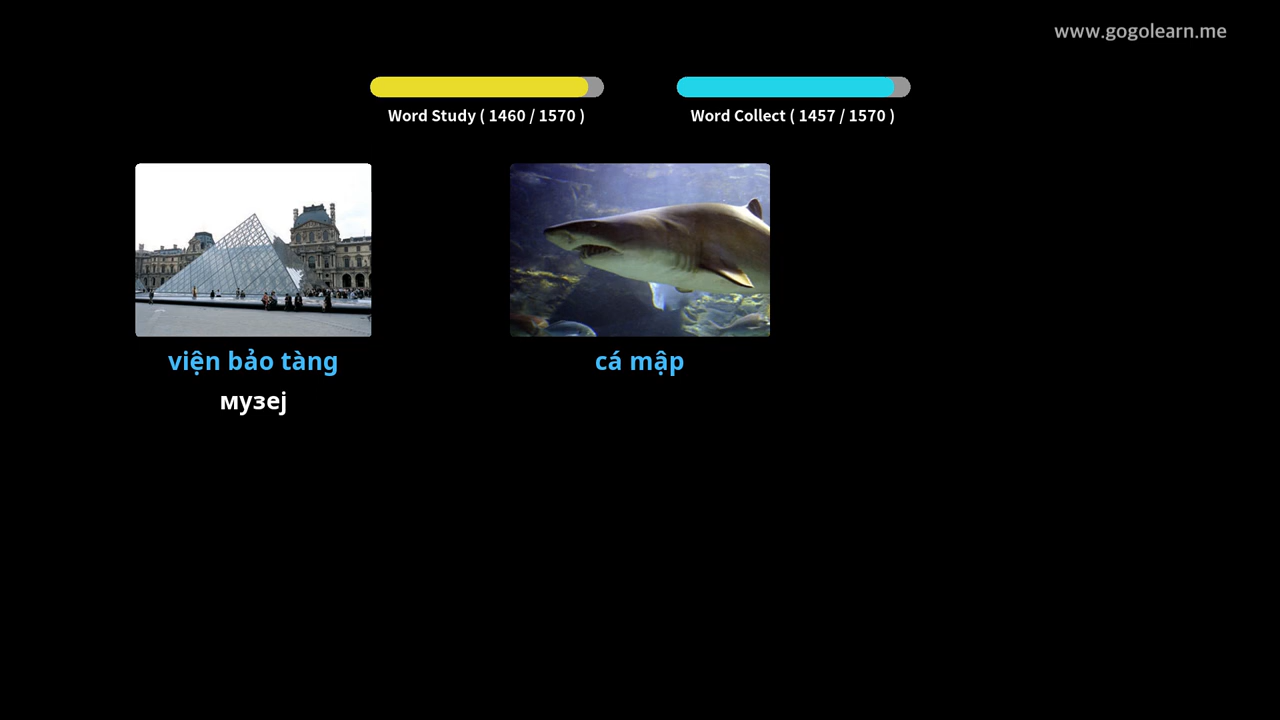 www.gogolearn.me
Word Study ( 1460 / 1570 )
Word Collect ( 1457 / 1570 )
viện bảo tàng
cá mập
музеј